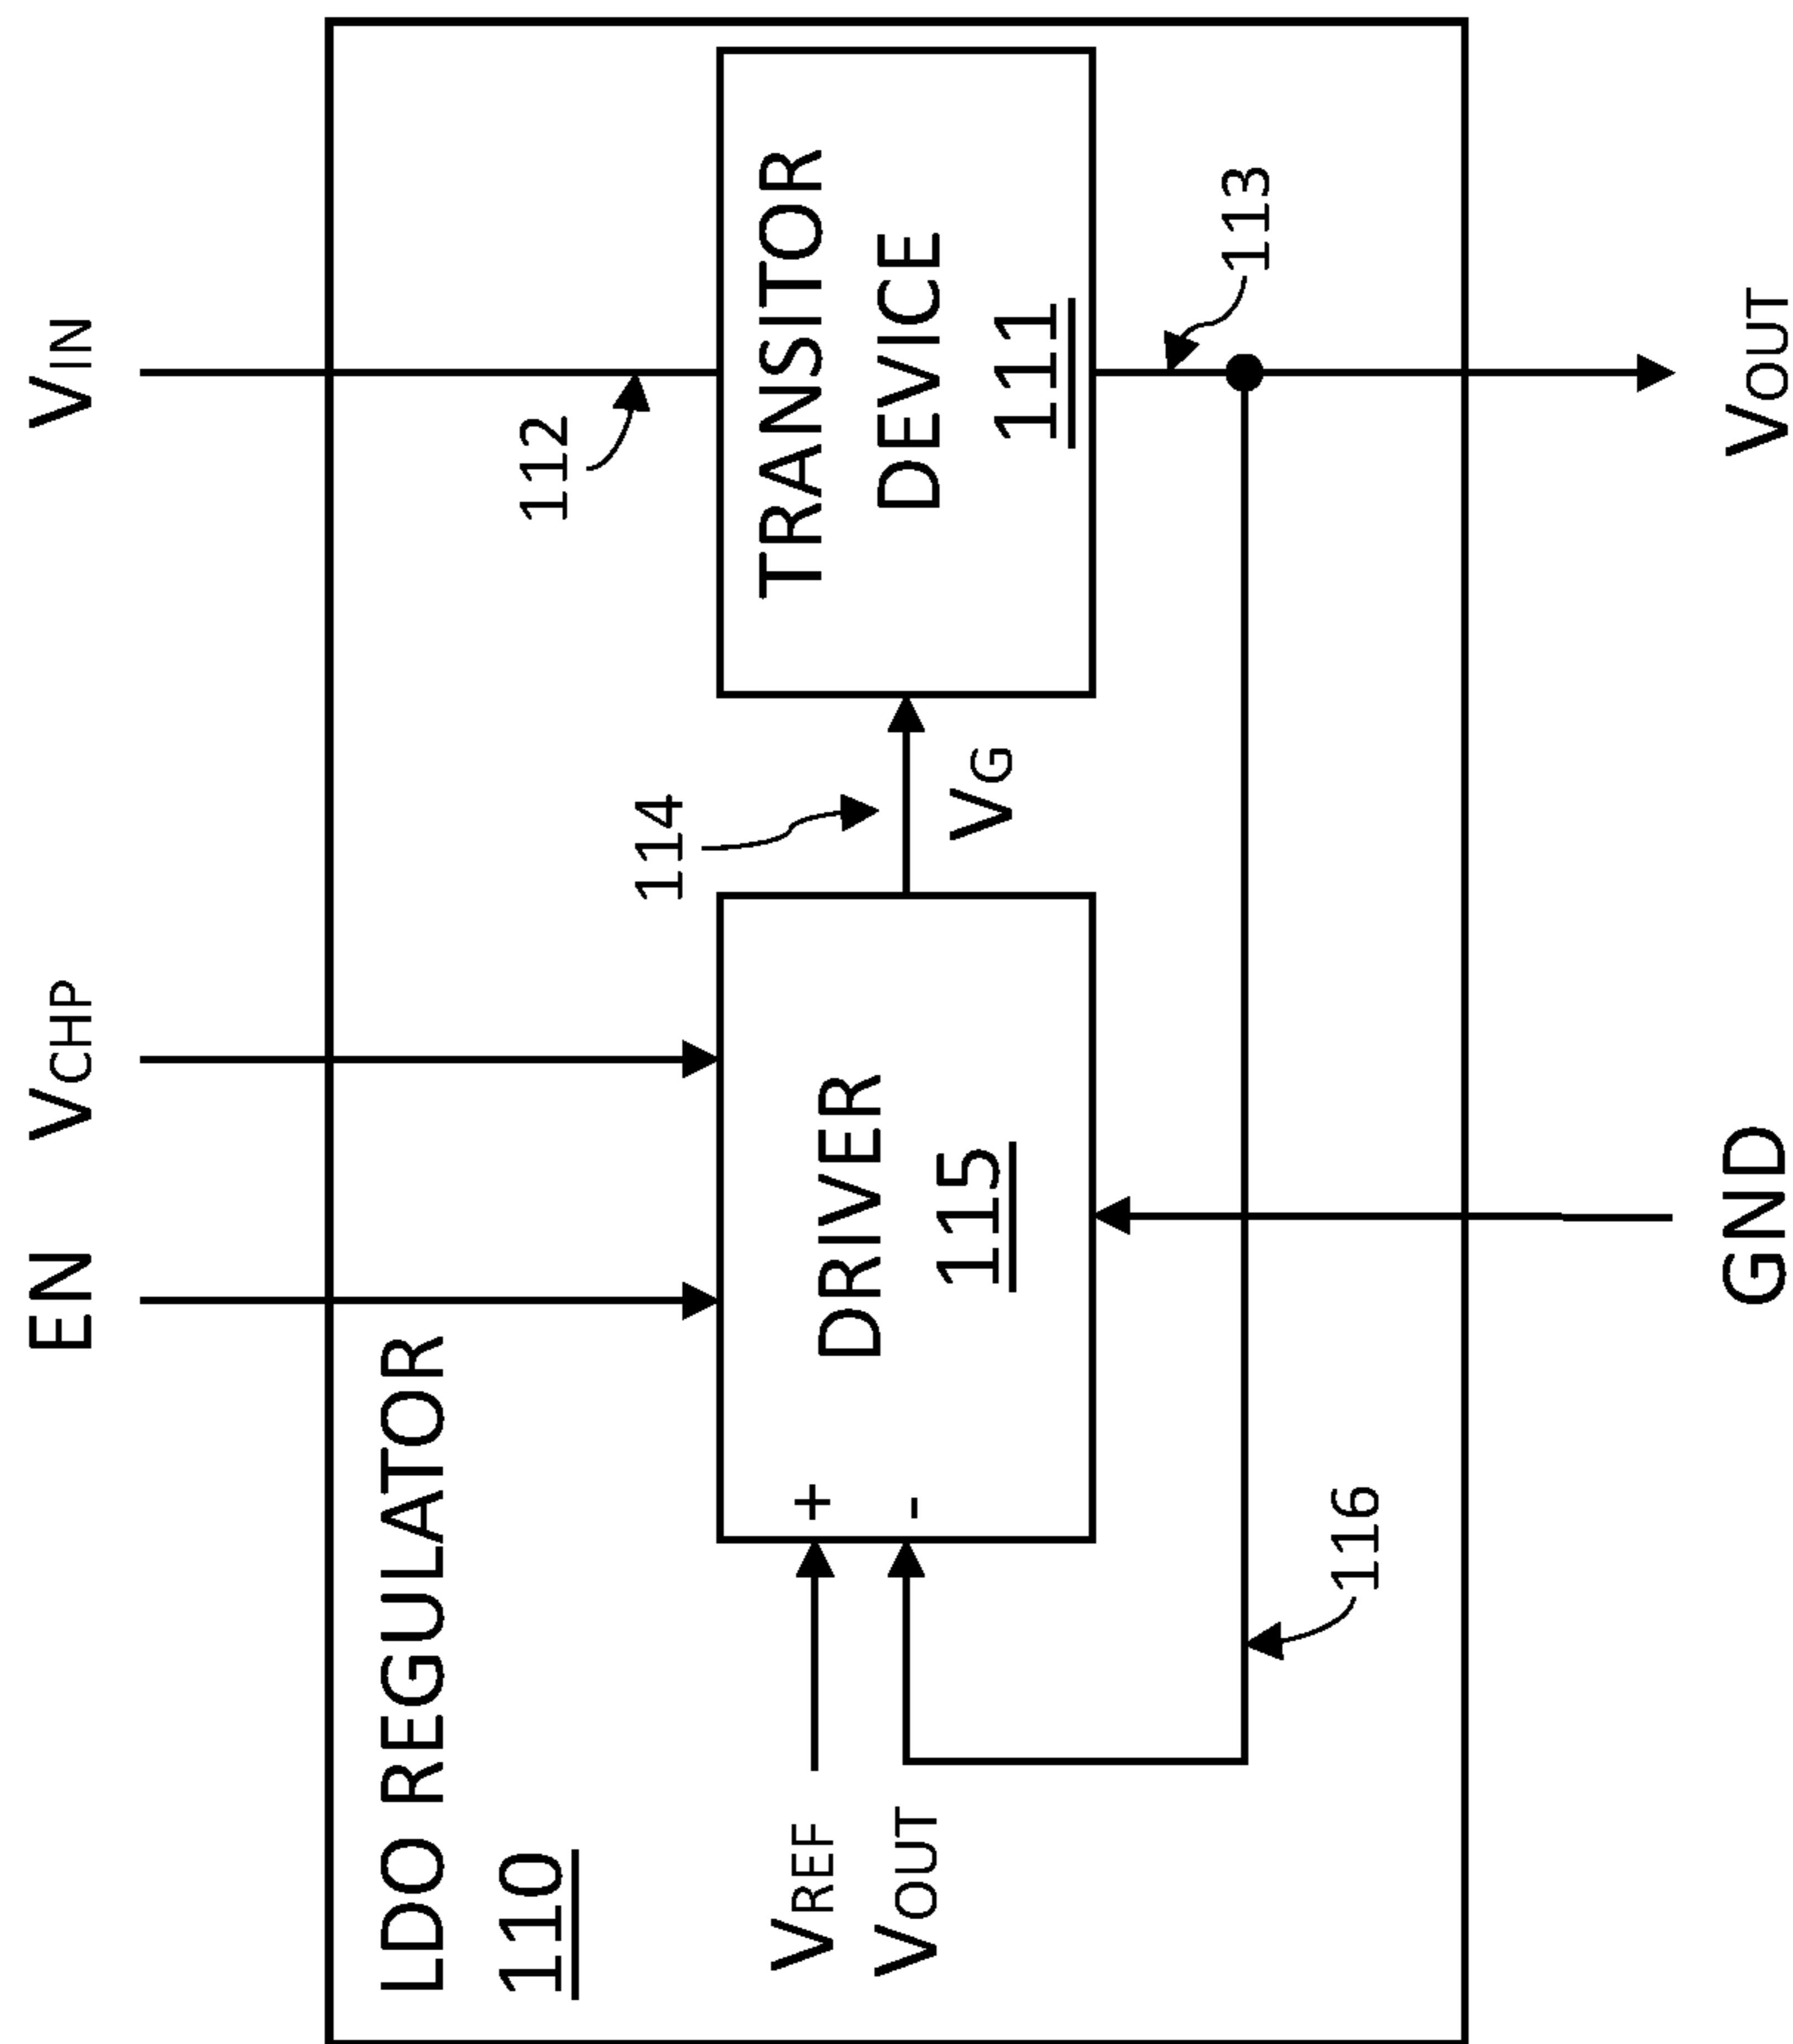 EN VCHP VIN
LDO REGULATOR
110
112
114
TRANSITOR
DEVICE
111
VREF
+
DRIVER
115
VOUT
-
VG
113
116
GND VOUT